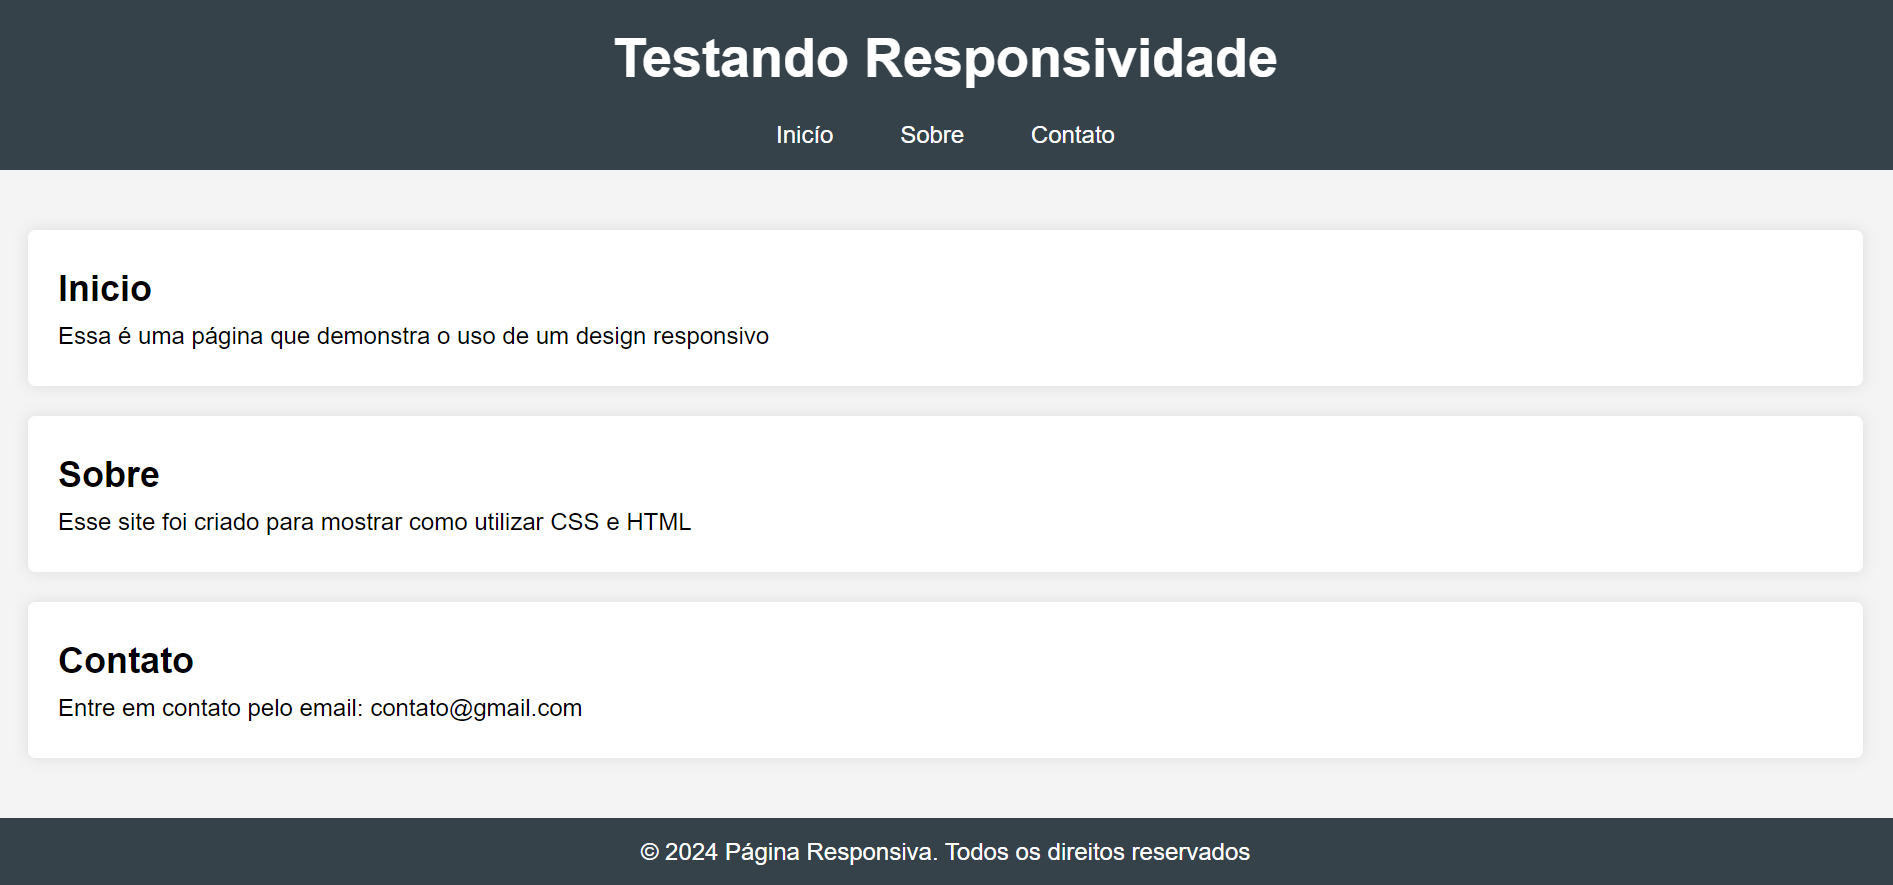 Testando Responsividade
Inicío Sobre Contato
Inicio
Essa é uma página que demonstra o uso de um design responsivo
Sobre
Esse site foi criado para mostrar como utilizar CSS e HTML
Contato
Entre em contato pelo email: contato@gmail.com
© 2024 Página Responsiva. Todos os direitos reservados